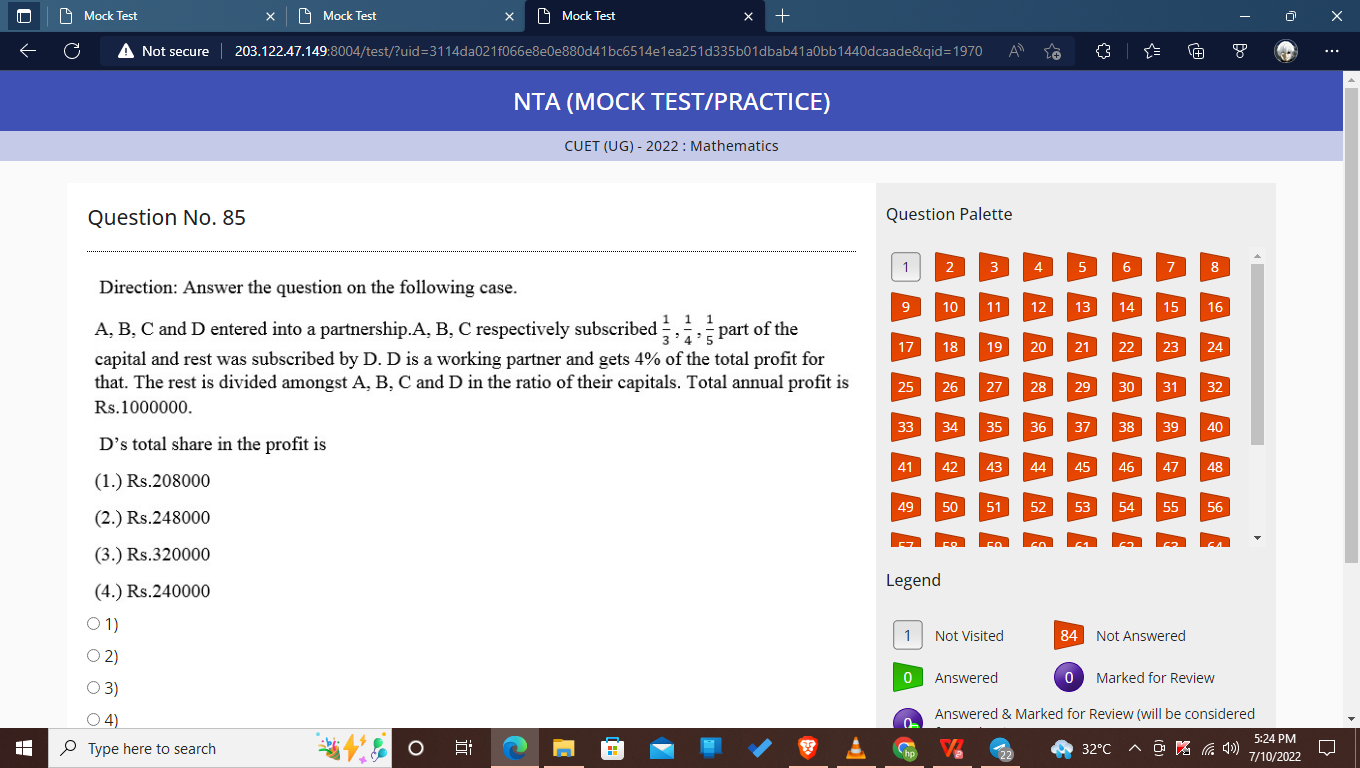 Mock Test
Mock Test
Mock Test
Not secure
203.122.47.149:8004/test/?uid=3114da021f066e8e0e880d41bc6514e1ea251d335b01dbab41a0bb1440dcaade&qid=1970
NTA (MOCK TEST/PRACTICE)
CUET (UG) - 2022 : Mathematics
Question No. 85
Direction: Answer the question on the following case.
A, B, C and D entered into a partnership.A, B, C respectively subscribed 1/3, 1/4, 1/5 part of the
capital and rest was subscribed by D. D is a working partner and gets 4% of the total profit for
that. The rest is divided amongst A, B, C and D in the ratio of their capitals. Total annual profit is
Rs.1000000.
D's total share in the profit is
(1.) Rs.208000
(2.) Rs.248000
(3.) Rs.320000
(4.) Rs.240000
1)
2)
3)
4)
Question Palette
1 2 3 4 5 6 7 8
9 10 11 12 13 14 15 16
17 18 19 20 21 22 23 24
25 26 27 28 29 30 31 32
33 34 35 36 37 38 39 40
41 42 43 44 45 46 47 48
49 50 51 52 53 54 55 56
57 58 59 60 61 62 63 64
Legend
1 Not Visited
84 Not Answered
0 Answered
0 Marked for Review
0 Answered & Marked for Review (will be considered
Type here to search
hp
22
32°C
5:24 PM
7/10/2022